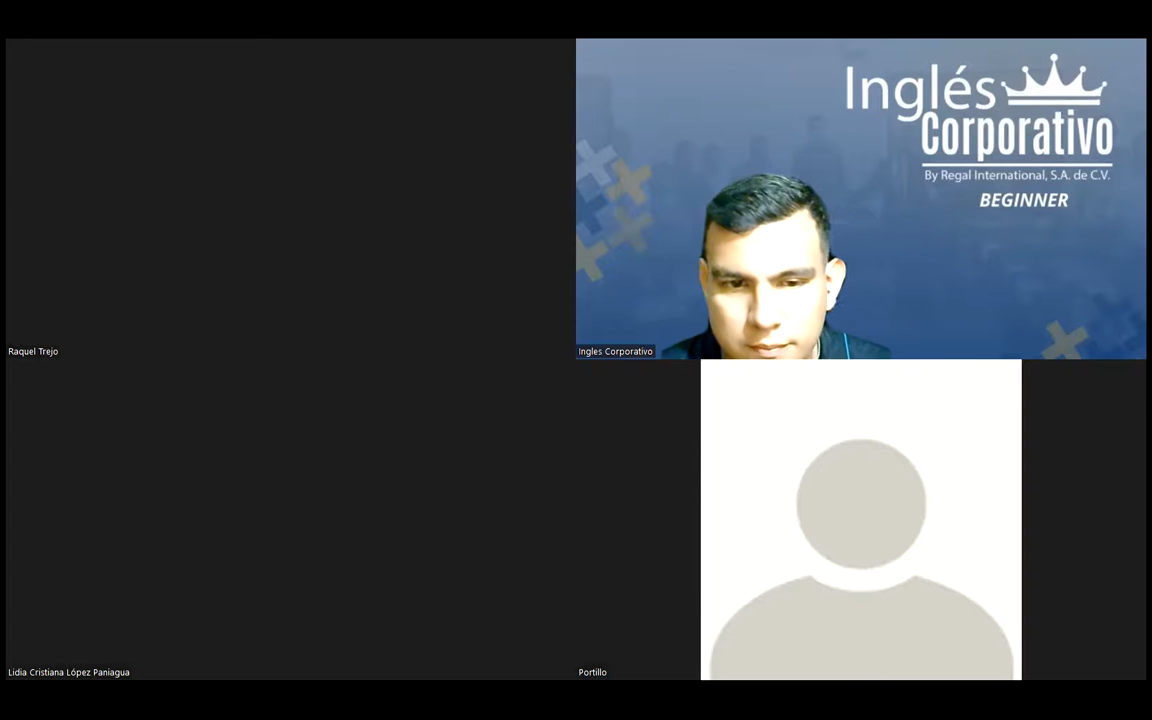 Inglés
Corporativo
By Regal International, S.A. de C.V.
BEGINNER
Raquel Trejo
Ingles Corporativo
Lidia Cristiana López Paniagua
Portillo